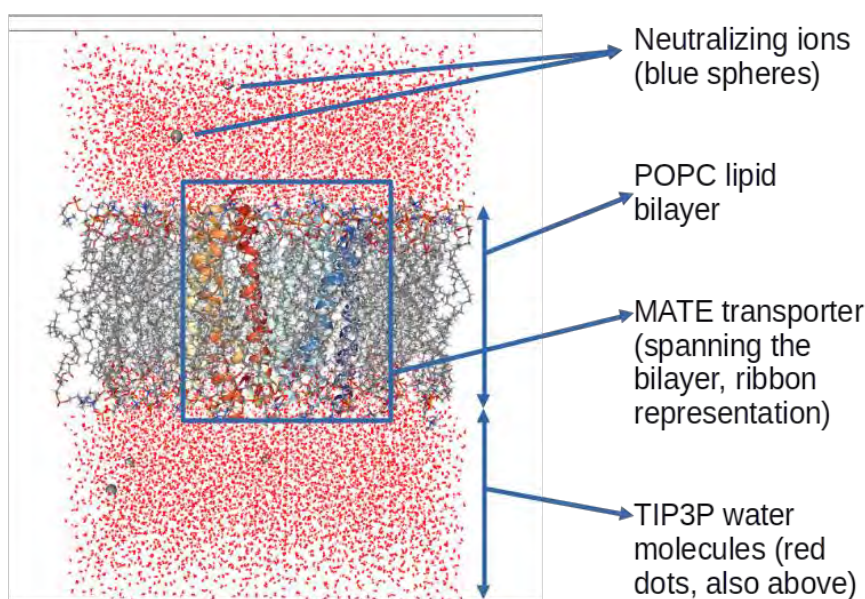 Neutralizing ions
(blue spheres)
POPC lipid
bilayer
MATE transporter
(spanning the
bilayer, ribbon
representation)
TIP3P water
molecules (red
dots, also above)